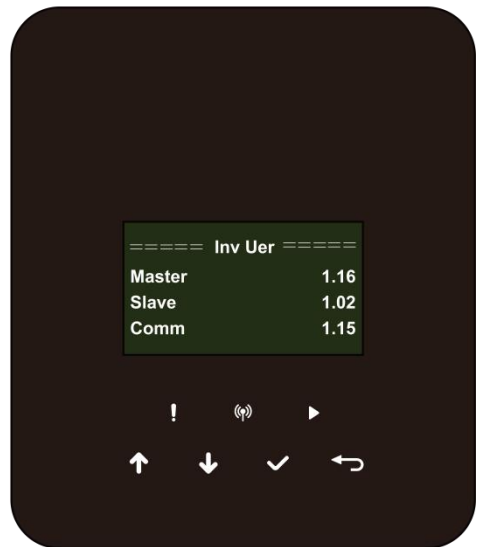 ===== Inv Uer =====
Master 1.16
Slave 1.02
Comm 1.15